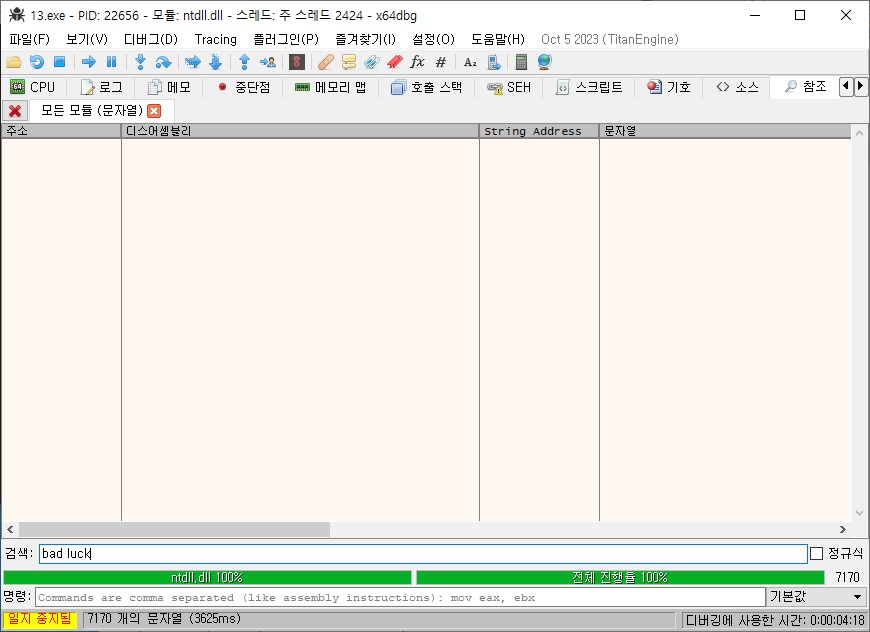 13.exe - PID: 22656 - 모듈: ntdll.dll - 스레드: 주 스레드 2424 - x64dbg
파일(F) 보기(V) 디버그(D) Tracing 플러그인(P) 즐겨찾기(I) 설정(O) 도움말(H) Oct 5 2023 (TitanEngine)
CPU 로그 메모 중단점 메모리 맵 호출 스택 SEH 스크립트 기호 <> 소스 참조
모든 모듈 (문자열)
주소 디스어셈블리 String Address 문자열
검색: bad luck 정규식
ntdll.dll 100% 전체 진행율 100% 7170
명령: Commands are comma separated (like assembly instructions): mov eax, ebx 기본값
일지 중지됨 7170 개의 문자열 (3625ms) 디버깅에 사용한 시간: 0:00:04:18